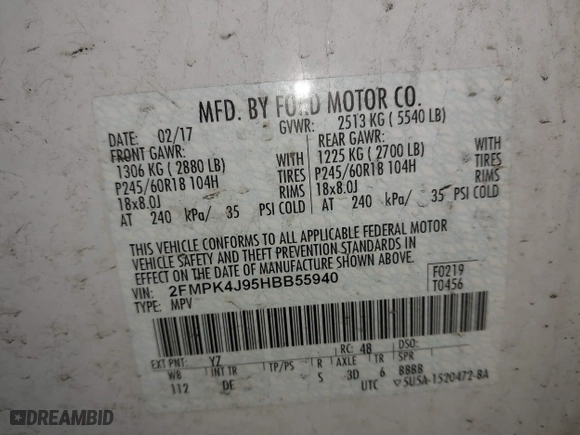 MFD. BY FORD MOTOR CO.
DATE: 02/17 GVWR: 2513 KG ( 5540 LB)
FRONT GAWR: REAR GAWR:
1306 KG ( 2880 LB) WITH 1225 KG ( 2700 LB) WITH
P245/60R18 104H TIRES P245/60R18 104H TIRES
18x8.0J RIMS 18x8.0J RIMS
AT 240 kPa/ 35 PSI COLD AT 240 kPa/ 35 PSI COLD
THIS VEHICLE CONFORMS TO ALL APPLICABLE FEDERAL MOTOR
VEHICLE SAFETY AND THEFT PREVENTION STANDARDS IN
EFFECT ON THE DATE OF MANUFACTURE SHOWN ABOVE.
VIN: 2FMPK4J95HBB55940 F0219
TYPE: MPV T0456
EXT PNT: YZ RC: 48 DSO:
WB INT TR TP/PS R AXLE TR SPR
112 DE S 3D 6 BBBB
UTC ▽SU5A-1520472-BA
DREAMBID